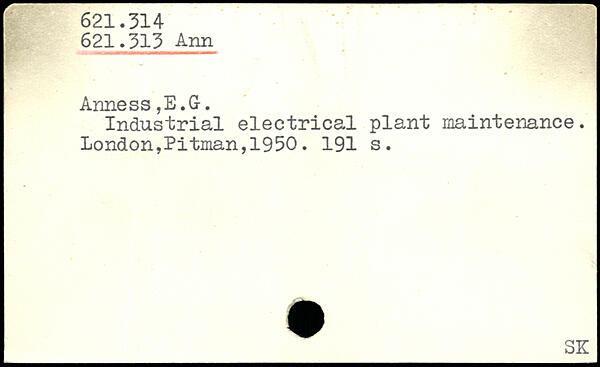 621.314
621.313 Ann
Anness,E.G.
Industrial electrical plant maintenance.
London,Pitman,1950. 191 s.
SK